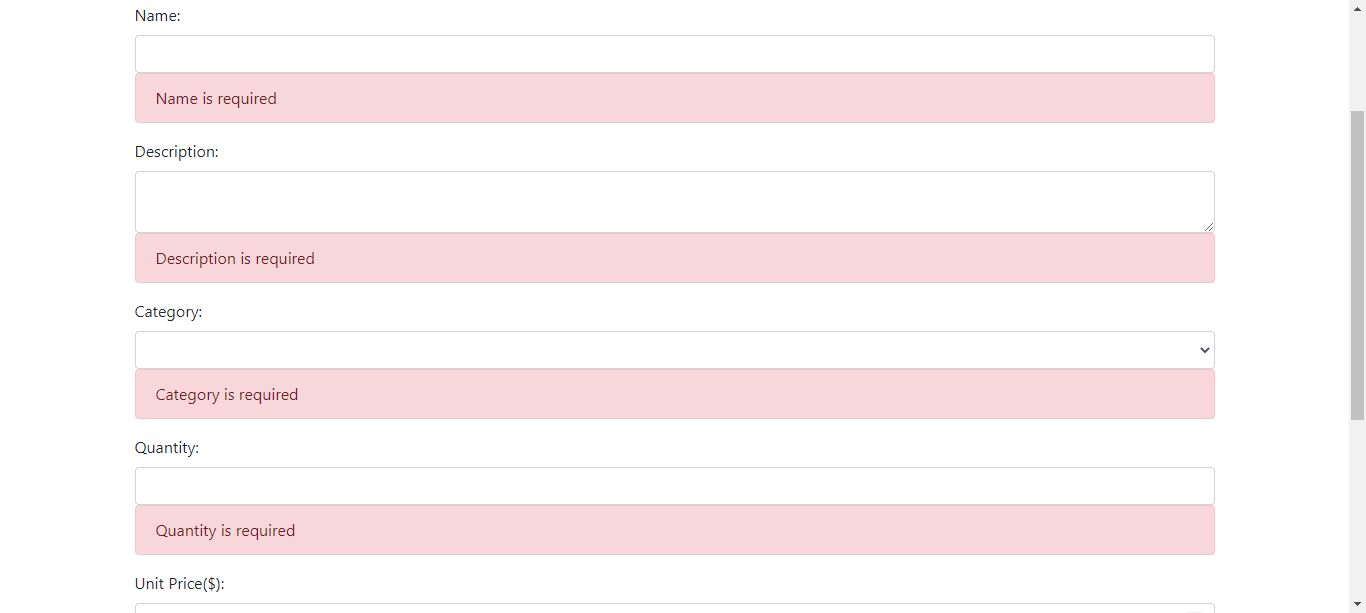 Name:
Name is required
Description:
Description is required
Category:
Category is required
Quantity:
Quantity is required
Unit Price($):